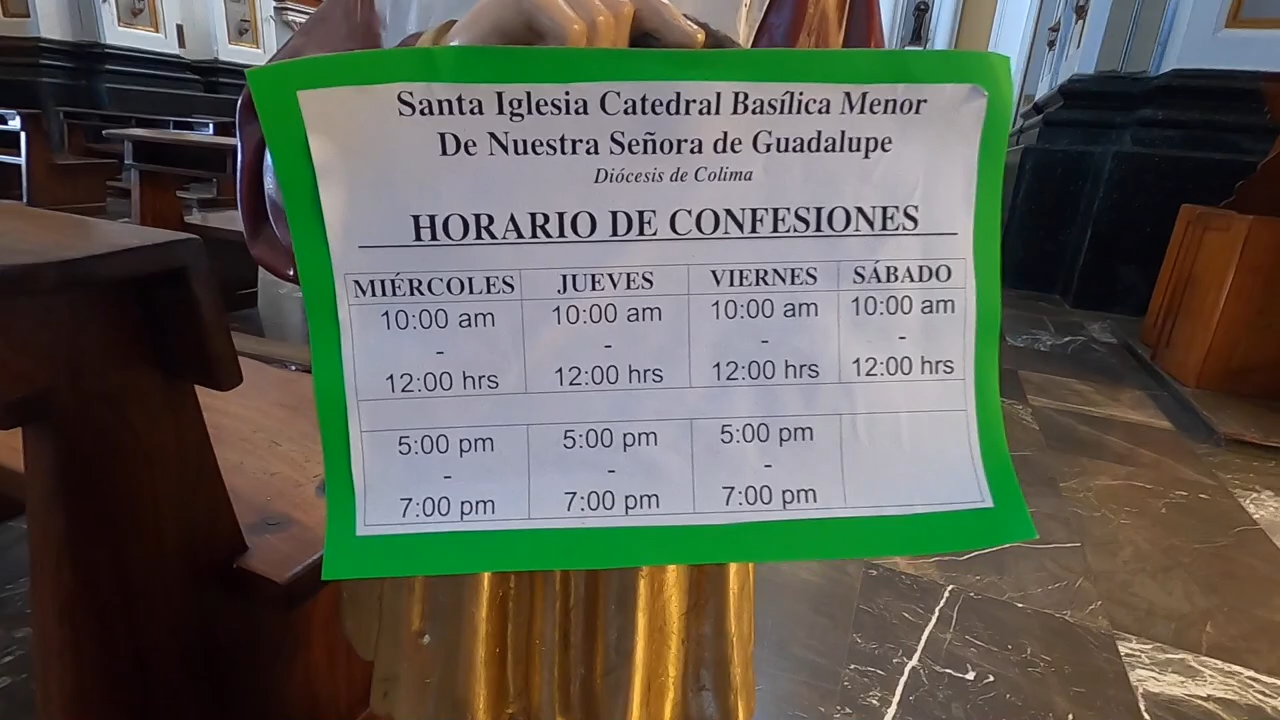 Santa Iglesia Catedral Basílica Menor
De Nuestra Señora de Guadalupe
Diócesis de Colima
HORARIO DE CONFESIONES
MIÉRCOLES JUEVES VIERNES SÁBADO
10:00 am 10:00 am 10:00 am 10:00 am
- - - -
12:00 hrs 12:00 hrs 12:00 hrs 12:00 hrs
5:00 pm 5:00 pm 5:00 pm
- - -
7:00 pm 7:00 pm 7:00 pm